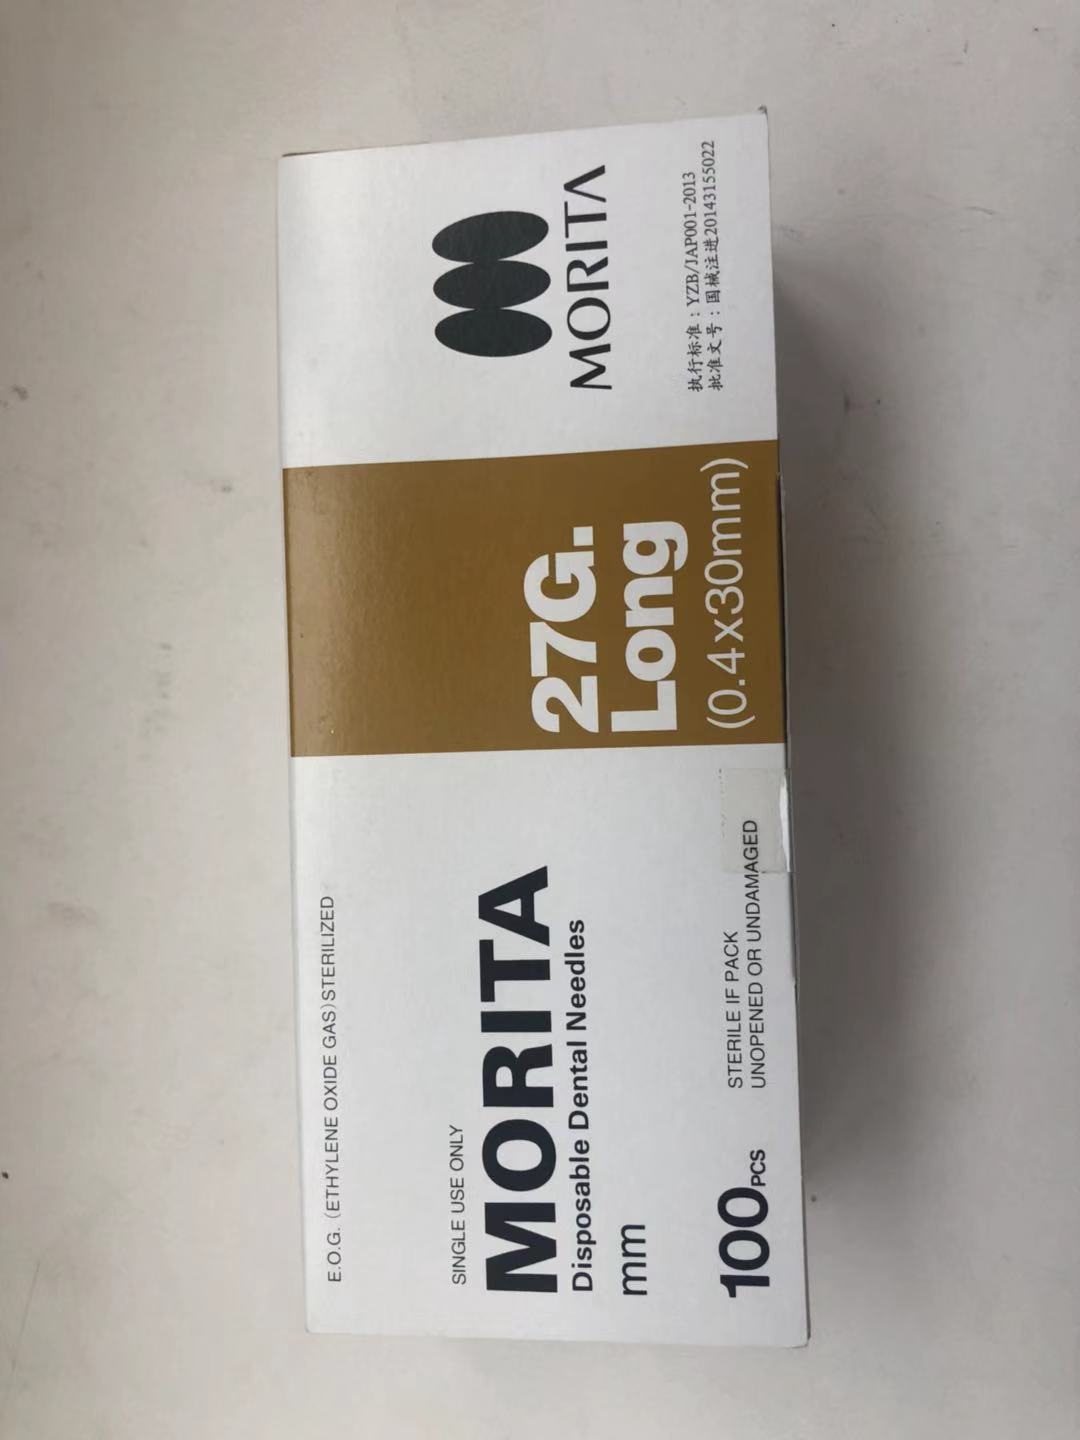 E.O.G. (ETHYLENE OXIDE GAS) STERILIZED
SINGLE USE ONLY
MORITA
Disposable Dental Needles
mm
100PCS
STERILE IF PACK
UNOPENED OR UNDAMAGED
27G.
Long
(0.4x30mm)
MORITA
执行标准：YZB/JAP001-2013
批准文号：国械注进20143155022